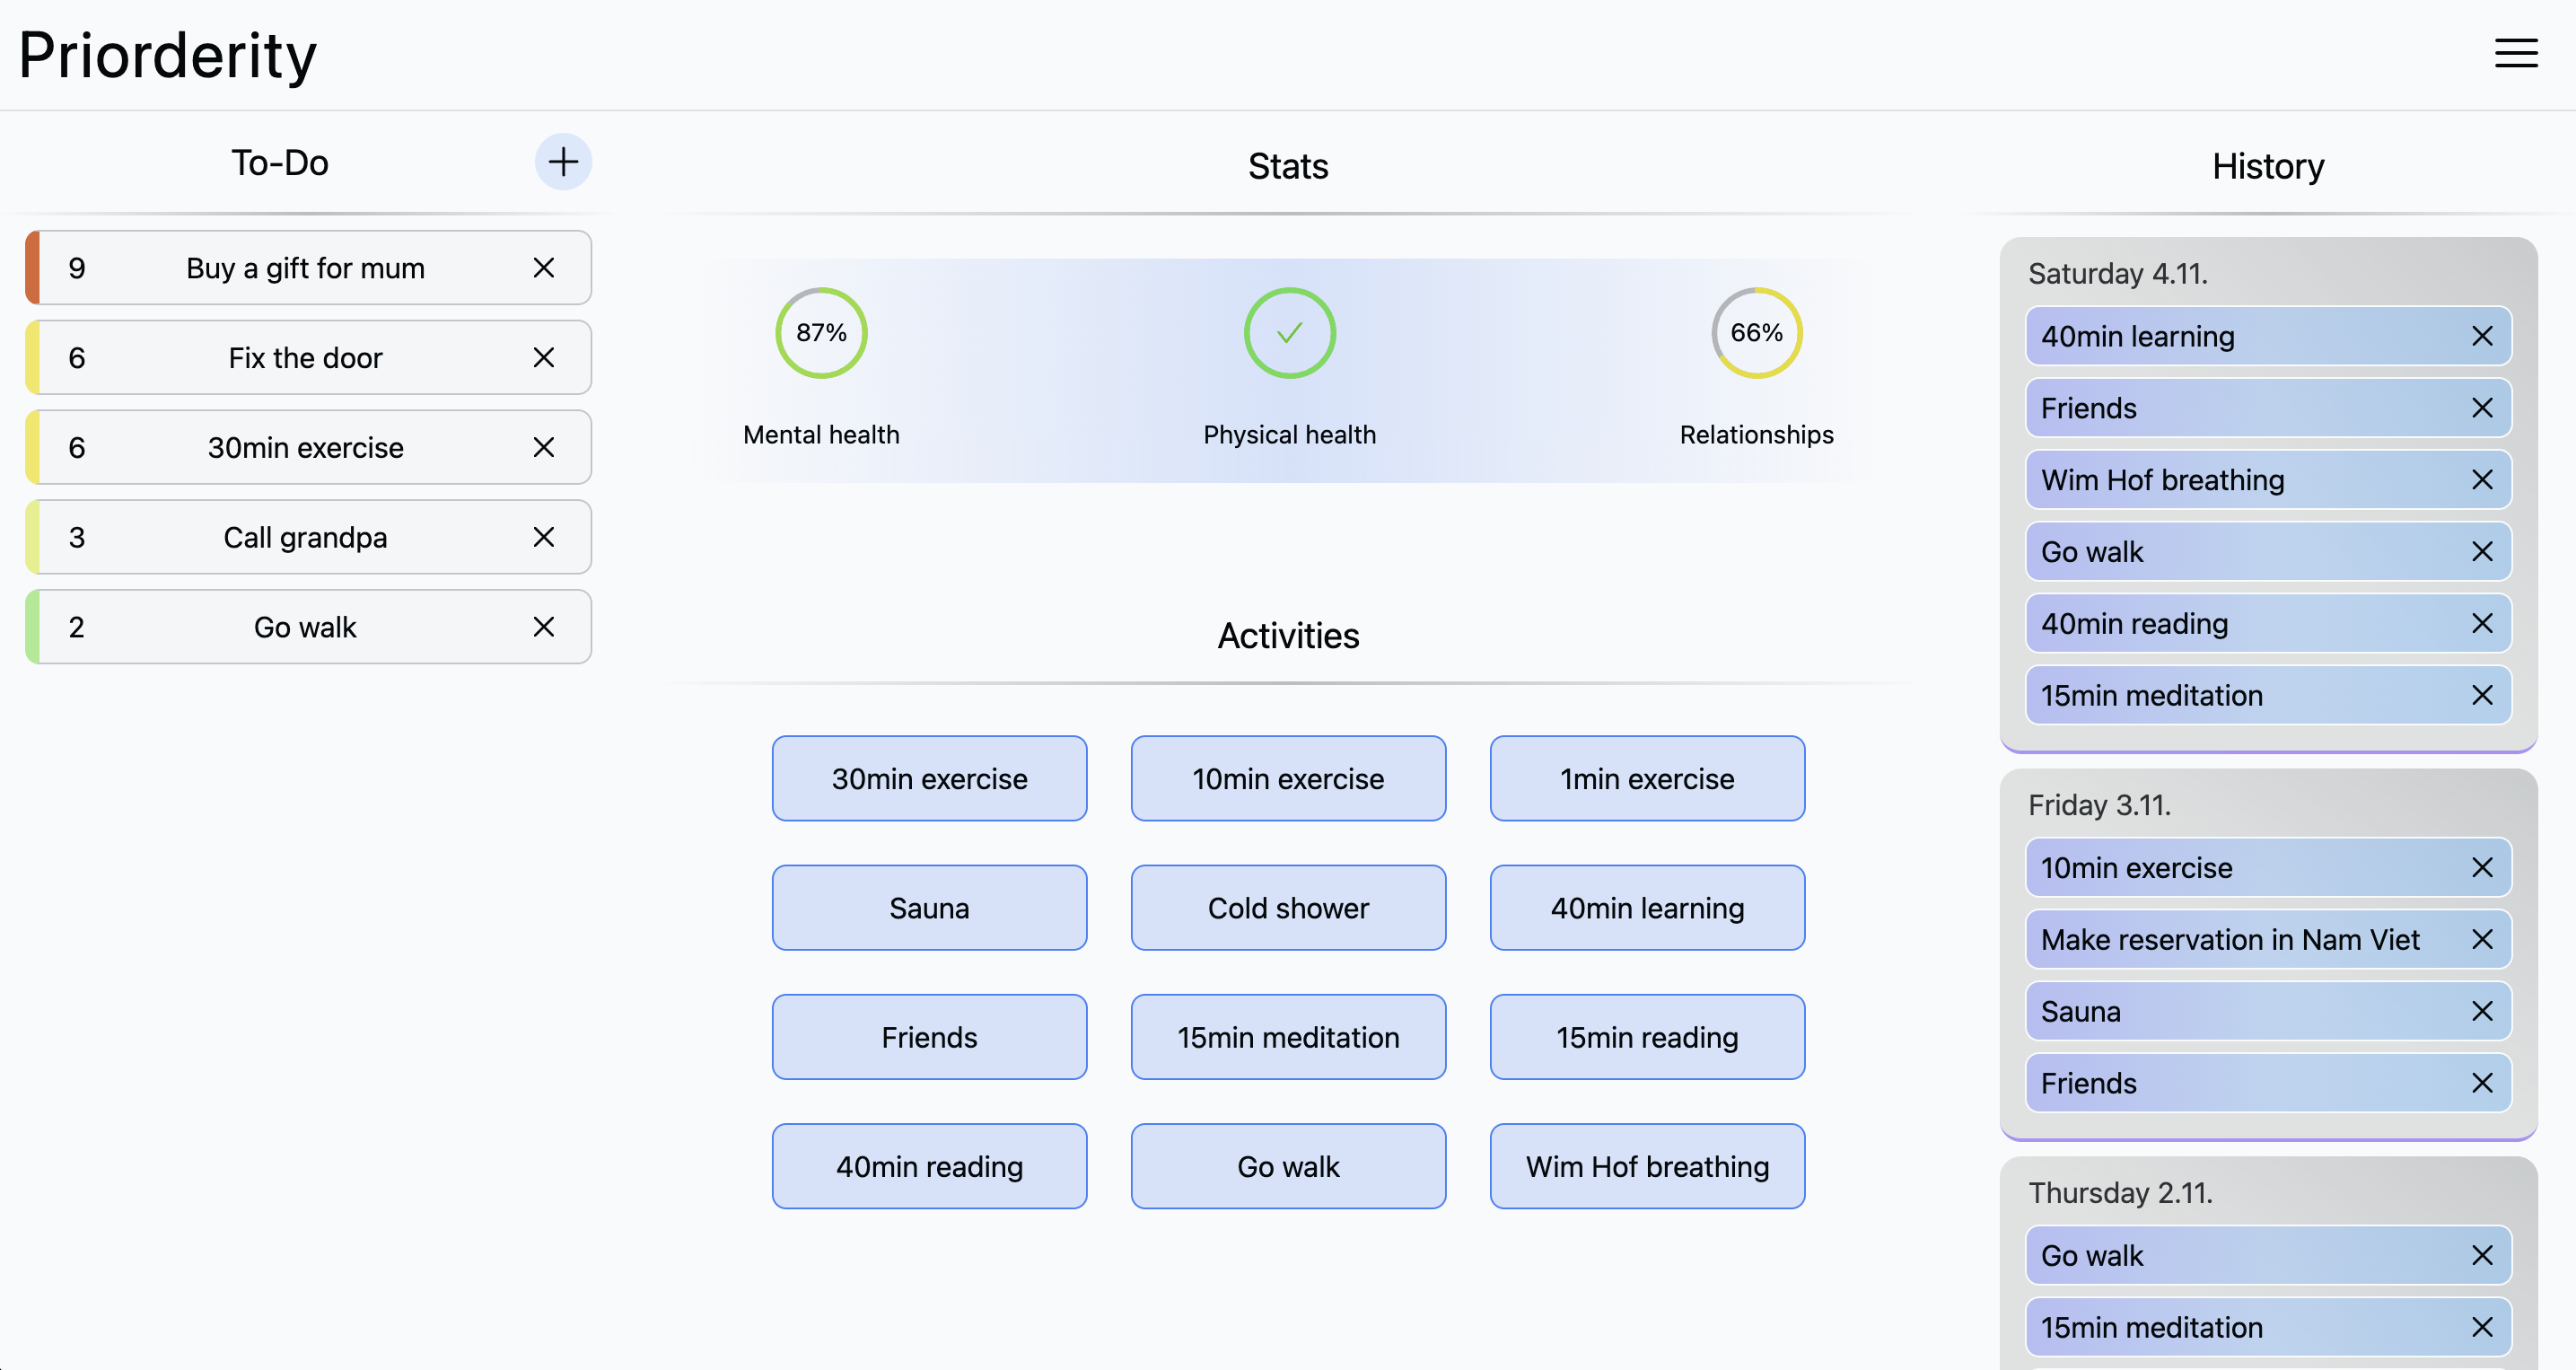 Priorderity
To-Do
9 Buy a gift for mum
6 Fix the door
6 30min exercise
3 Call grandpa
2 Go walk
Stats
87% 66%
Mental health Physical health Relationships
Activities
30min exercise 10min exercise 1min exercise
Sauna Cold shower 40min learning
Friends 15min meditation 15min reading
40min reading Go walk Wim Hof breathing
History
Saturday 4.11.
40min learning
Friends
Wim Hof breathing
Go walk
40min reading
15min meditation
Friday 3.11.
10min exercise
Make reservation in Nam Viet
Sauna
Friends
Thursday 2.11.
Go walk
15min meditation